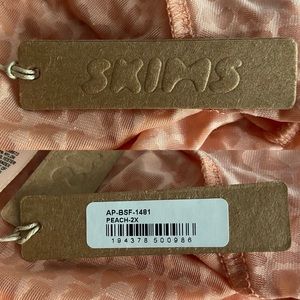 SKIMS
AP-BSF-1481
PEACH-2X
194378 500986